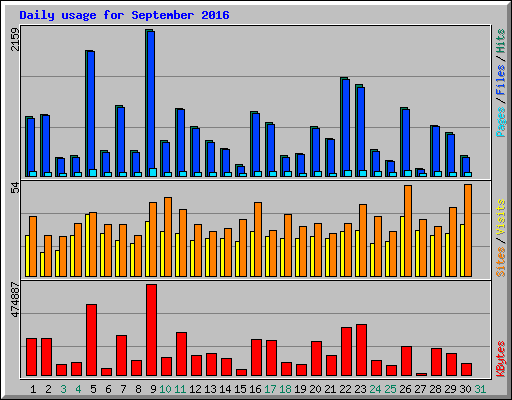 Daily usage for September 2016
2159
Pages / Files / Hits
54
Sites / Visits
474887
KBytes
1 2 3 4 5 6 7 8 9 10 11 12 13 14 15 16 17 18 19 20 21 22 23 24 25 26 27 28 29 30 31